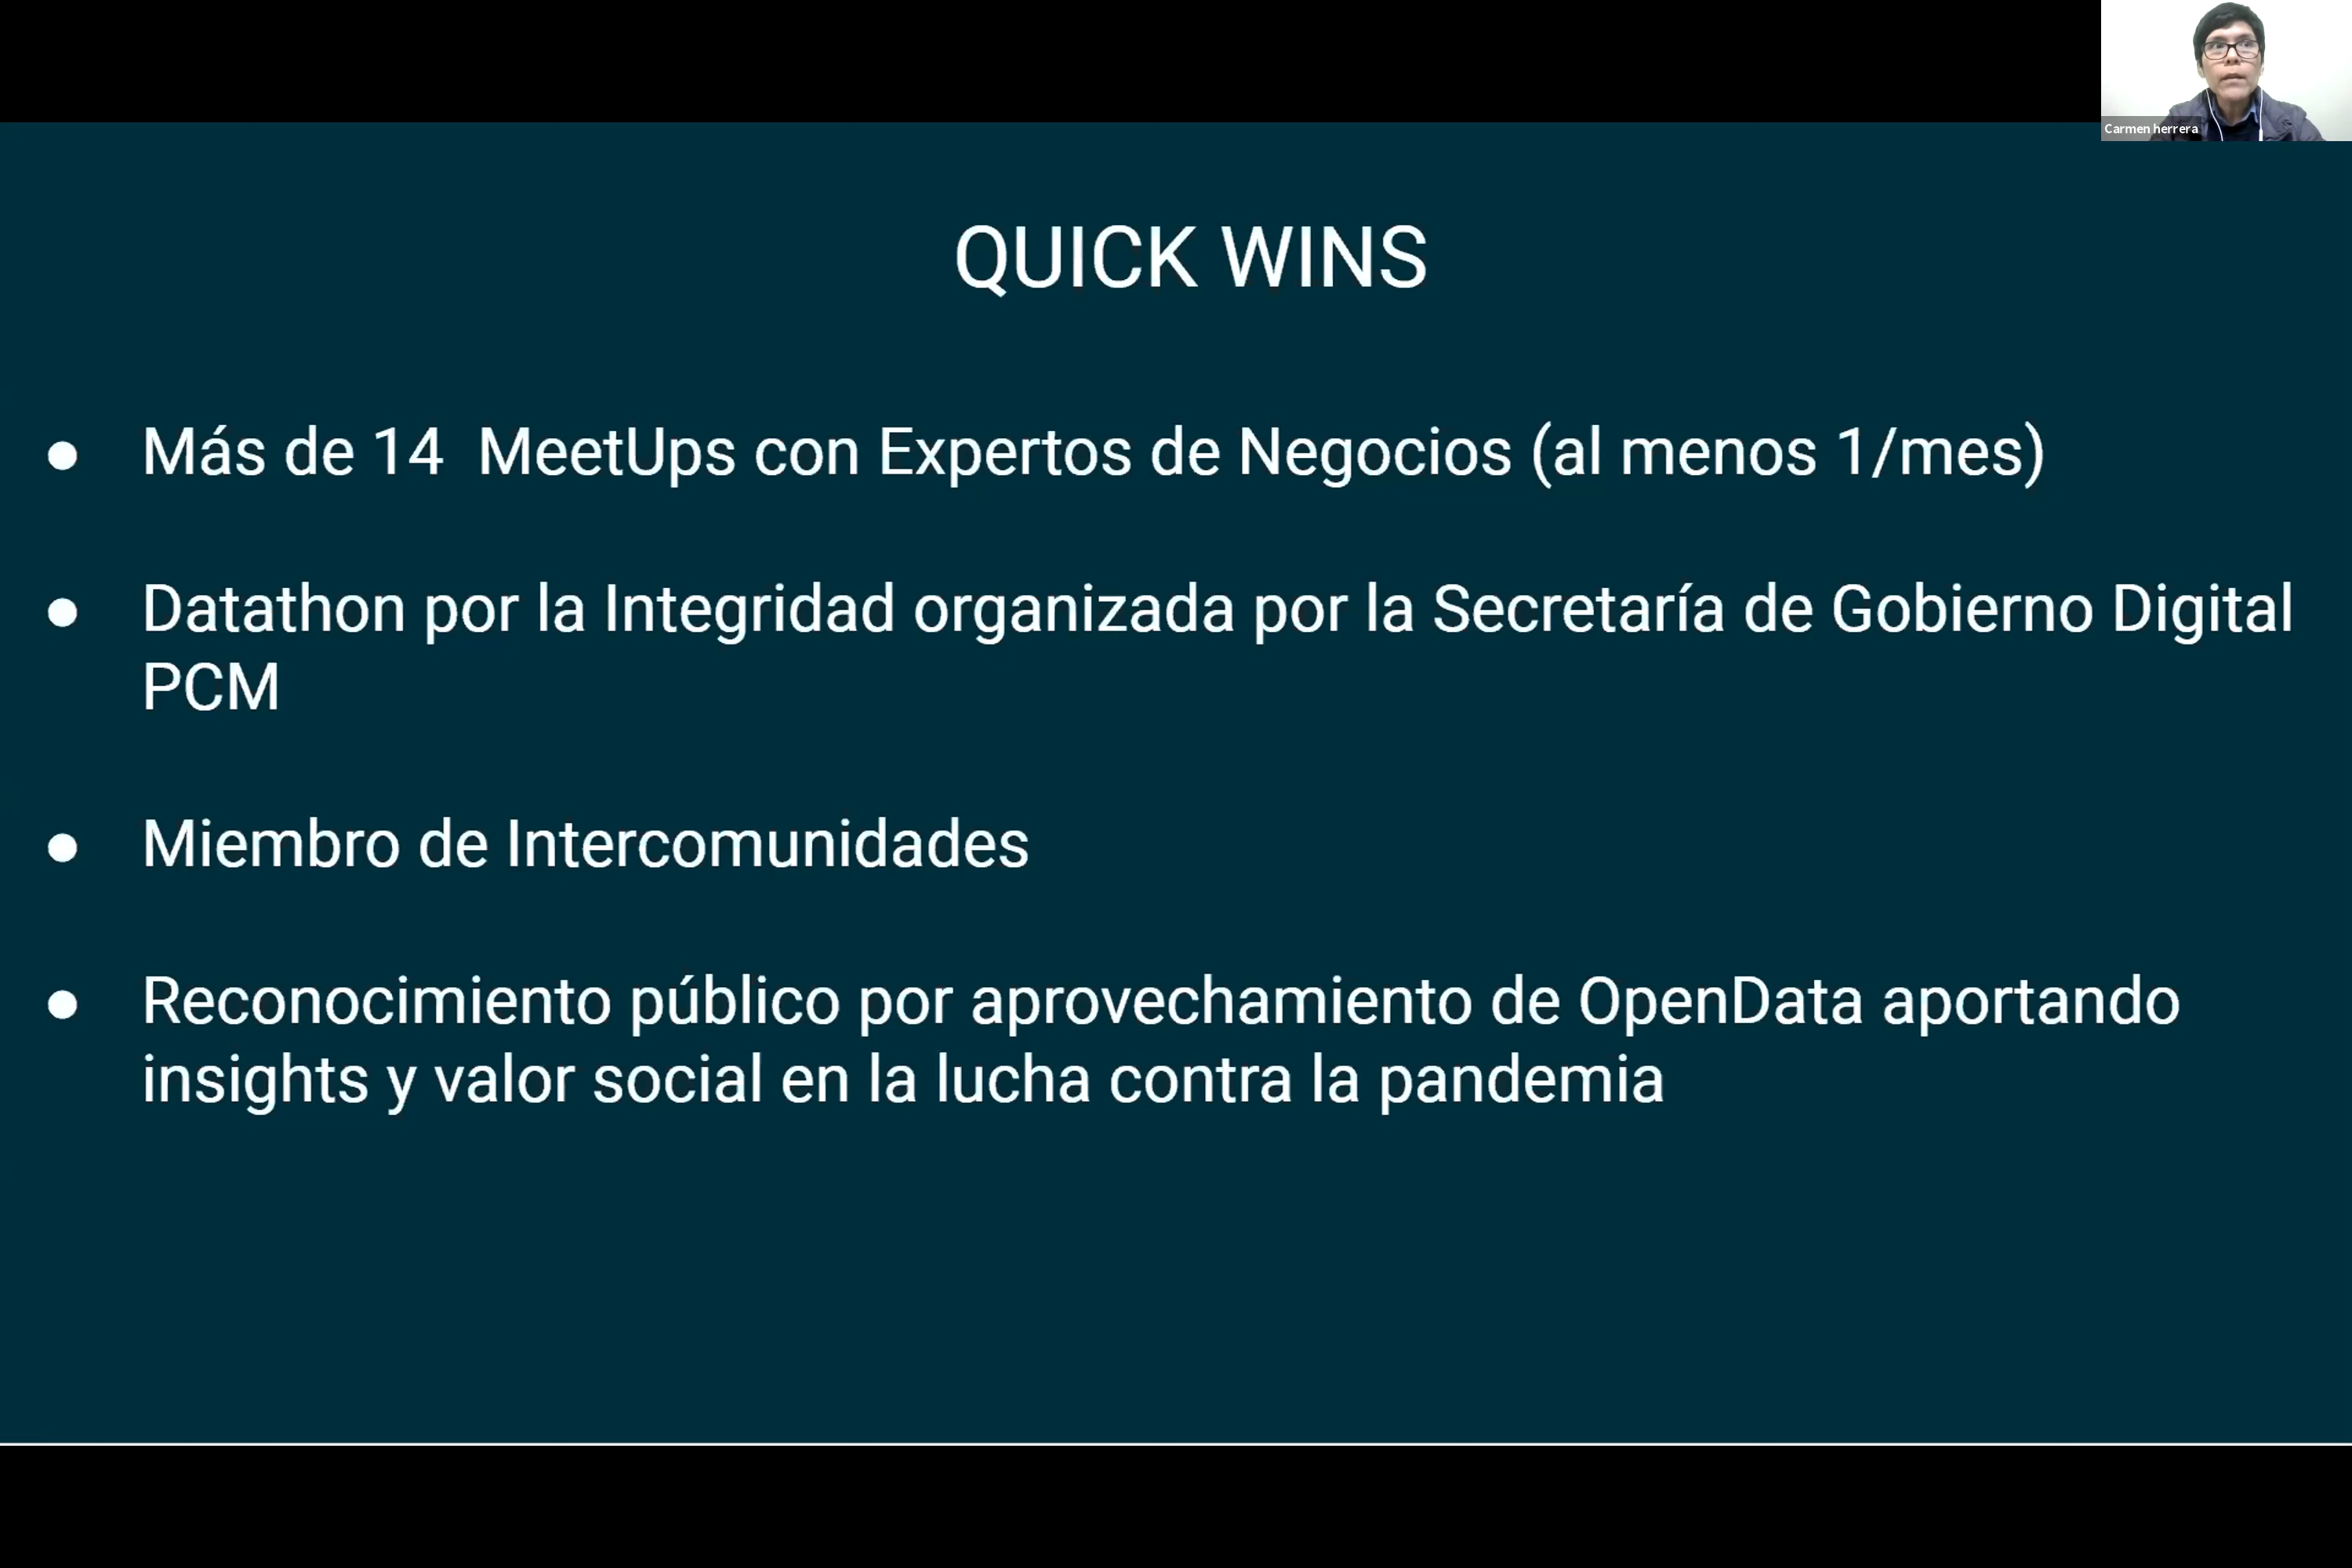 Carmen herrera
QUICK WINS
● Más de 14 MeetUps con Expertos de Negocios (al menos 1/mes)
● Datathon por la Integridad organizada por la Secretaría de Gobierno Digital
PCM
● Miembro de Intercomunidades
● Reconocimiento público por aprovechamiento de OpenData aportando
insights y valor social en la lucha contra la pandemia